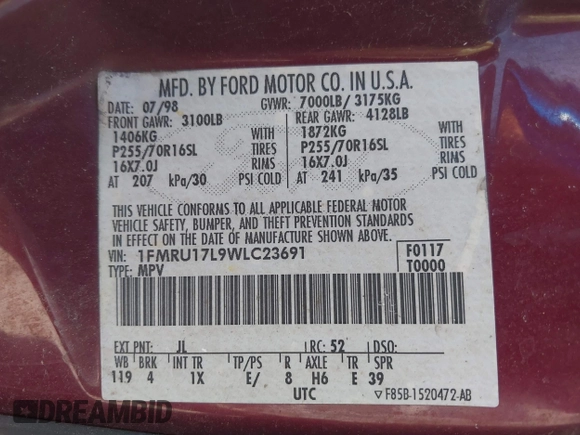 MFD. BY FORD MOTOR CO. IN U.S.A.
DATE: 07/98 GVWR: 7000LB/ 3175KG
FRONT GAWR: 3100LB REAR GAWR: 4128LB
1406KG WITH 1872KG WITH
P255/70R16SL TIRES P255/70R16SL TIRES
16X7.0J RIMS 16X7.0J RIMS
AT 207 kPa/30 PSI COLD AT 241 kPa/35 PSI COLD
THIS VEHICLE CONFORMS TO ALL APPLICABLE FEDERAL MOTOR
VEHICLE SAFETY, BUMPER, AND THEFT PREVENTION STANDARDS
IN EFFECT ON THE DATE OF MANUFACTURE SHOWN ABOVE.
VIN: 1FMRU17L9WLC23691 F0117
TYPE: MPV T0000
EXT PNT: JL RC: 52 DSO:
WB BRK INT TR TP/PS R AXLE TR SPR
119 4 1X E/ 8 H6 E 39
UTC ▽F85B-1520472-AB
DREAMBID